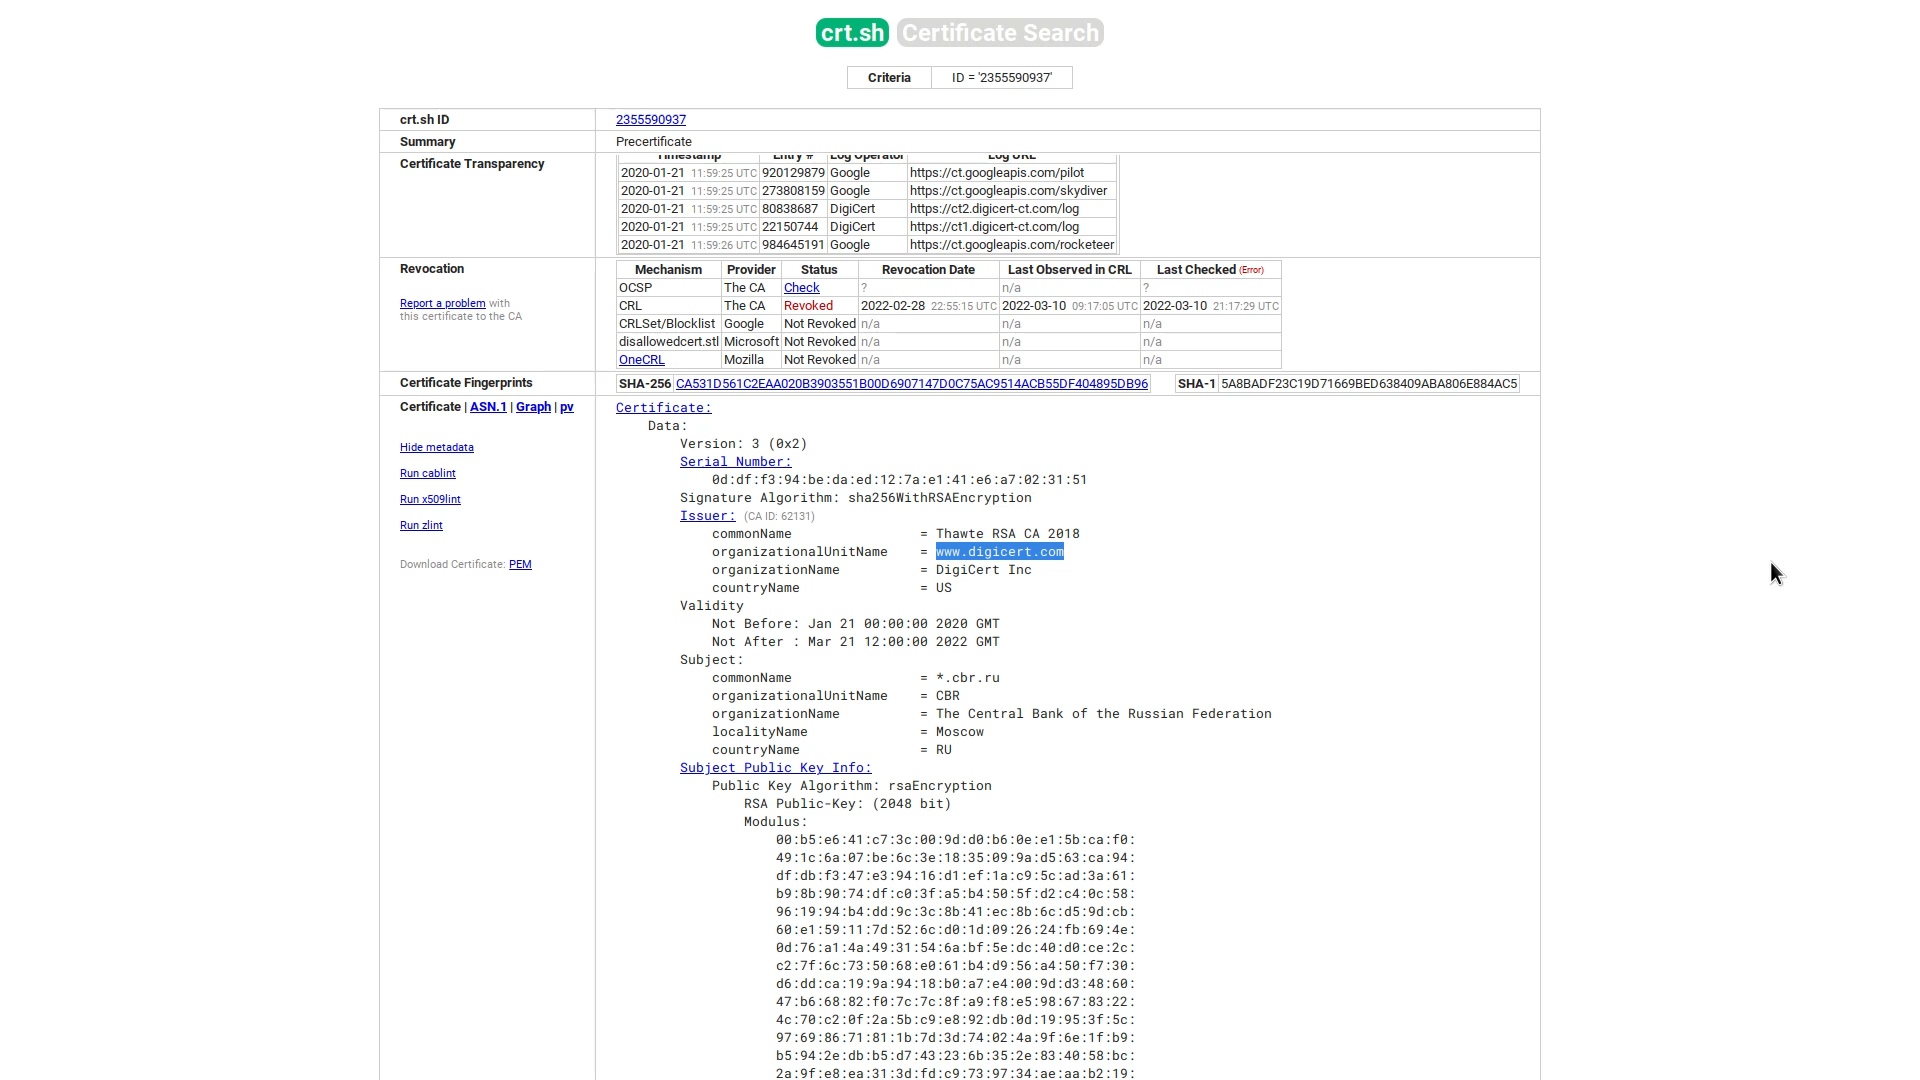 crt.sh Certificate Search
Criteria ID = '2355590937'
crt.sh ID 2355590937
Summary Precertificate
Certificate Transparency
Timestamp Entry # Log Operator Log URL
2020-01-21 11:59:25 UTC 920129879 Google https://ct.googleapis.com/pilot
2020-01-21 11:59:25 UTC 273808159 Google https://ct.googleapis.com/skydiver
2020-01-21 11:59:25 UTC 80838687 DigiCert https://ct2.digicert-ct.com/log
2020-01-21 11:59:25 UTC 22150744 DigiCert https://ct1.digicert-ct.com/log
2020-01-21 11:59:26 UTC 984645191 Google https://ct.googleapis.com/rocketeer
Revocation
Report a problem with
this certificate to the CA
Mechanism Provider Status Revocation Date Last Observed in CRL Last Checked (Error)
OCSP The CA Check ? n/a ?
CRL The CA Revoked 2022-02-28 22:55:15 UTC 2022-03-10 09:17:05 UTC 2022-03-10 21:17:29 UTC
CRLSet/Blocklist Google Not Revoked n/a n/a n/a
disallowedcert.stl Microsoft Not Revoked n/a n/a n/a
OneCRL Mozilla Not Revoked n/a n/a n/a
Certificate Fingerprints SHA-256 CA531D561C2EAA020B3903551B00D6907147D0C75AC9514ACB55DF404895DB96 SHA-1 5A8BADF23C19D71669BED638409ABA806E884AC5
Certificate | ASN.1 | Graph | pv
Hide metadata
Run cablint
Run x509lint
Run zlint
Download Certificate: PEM
Certificate:
Data:
Version: 3 (0x2)
Serial Number:
0d:df:f3:94:be:da:ed:12:7a:e1:41:e6:a7:02:31:51
Signature Algorithm: sha256WithRSAEncryption
Issuer: (CA ID: 62131)
commonName = Thawte RSA CA 2018
organizationalUnitName = www.digicert.com
organizationName = DigiCert Inc
countryName = US
Validity
Not Before: Jan 21 00:00:00 2020 GMT
Not After : Mar 21 12:00:00 2022 GMT
Subject:
commonName = *.cbr.ru
organizationalUnitName = CBR
organizationName = The Central Bank of the Russian Federation
localityName = Moscow
countryName = RU
Subject Public Key Info:
Public Key Algorithm: rsaEncryption
RSA Public-Key: (2048 bit)
Modulus:
00:b5:e6:41:c7:3c:00:9d:d0:b6:0e:e1:5b:ca:f0:
49:1c:6a:07:be:6c:3e:18:35:09:9a:d5:63:ca:94:
df:db:f3:47:e3:94:16:d1:ef:1a:c9:5c:ad:3a:61:
b9:8b:90:74:df:c0:3f:a5:b4:50:5f:d2:c4:0c:58:
96:19:94:b4:dd:9c:3c:8b:41:ec:8b:6c:d5:9d:cb:
60:e1:59:11:7d:52:6c:d0:1d:09:26:24:fb:69:4e:
0d:76:a1:4a:49:31:54:6a:bf:5e:dc:40:d0:ce:2c:
c2:7f:6c:73:50:68:e0:61:b4:d9:56:a4:50:f7:30:
d6:dd:ca:19:9a:94:18:b0:a7:e4:00:9d:d3:48:60:
47:b6:68:82:f0:7c:7c:8f:a9:f8:e5:98:67:83:22:
4c:70:c2:0f:2a:5b:c9:e8:92:db:0d:19:95:3f:5c:
97:69:86:71:81:1b:7d:3d:74:02:4a:9f:6e:1f:b9:
b5:94:2e:db:b5:d7:43:23:6b:35:2e:83:40:58:bc:
2a:9f:e8:ea:31:3d:fd:c9:73:97:34:ae:aa:b2:19: